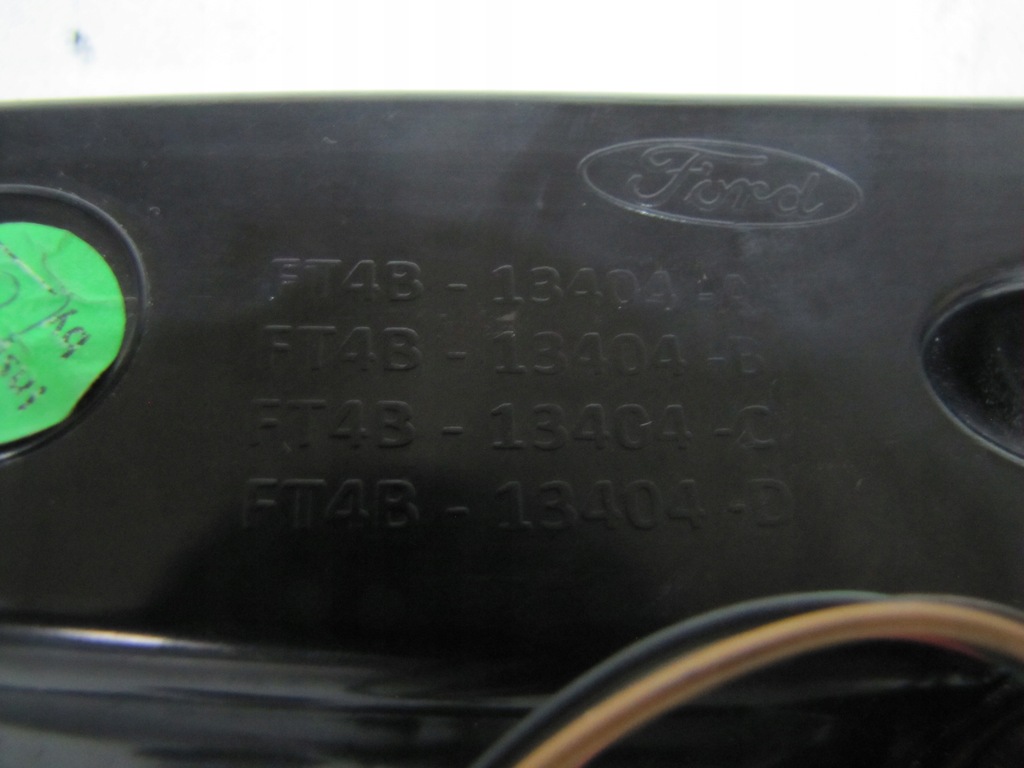 Ford
FT4B - 13404 -A
FT4B - 13404 -B
FT4B - 13404 -C
FT4B - 13404 -D